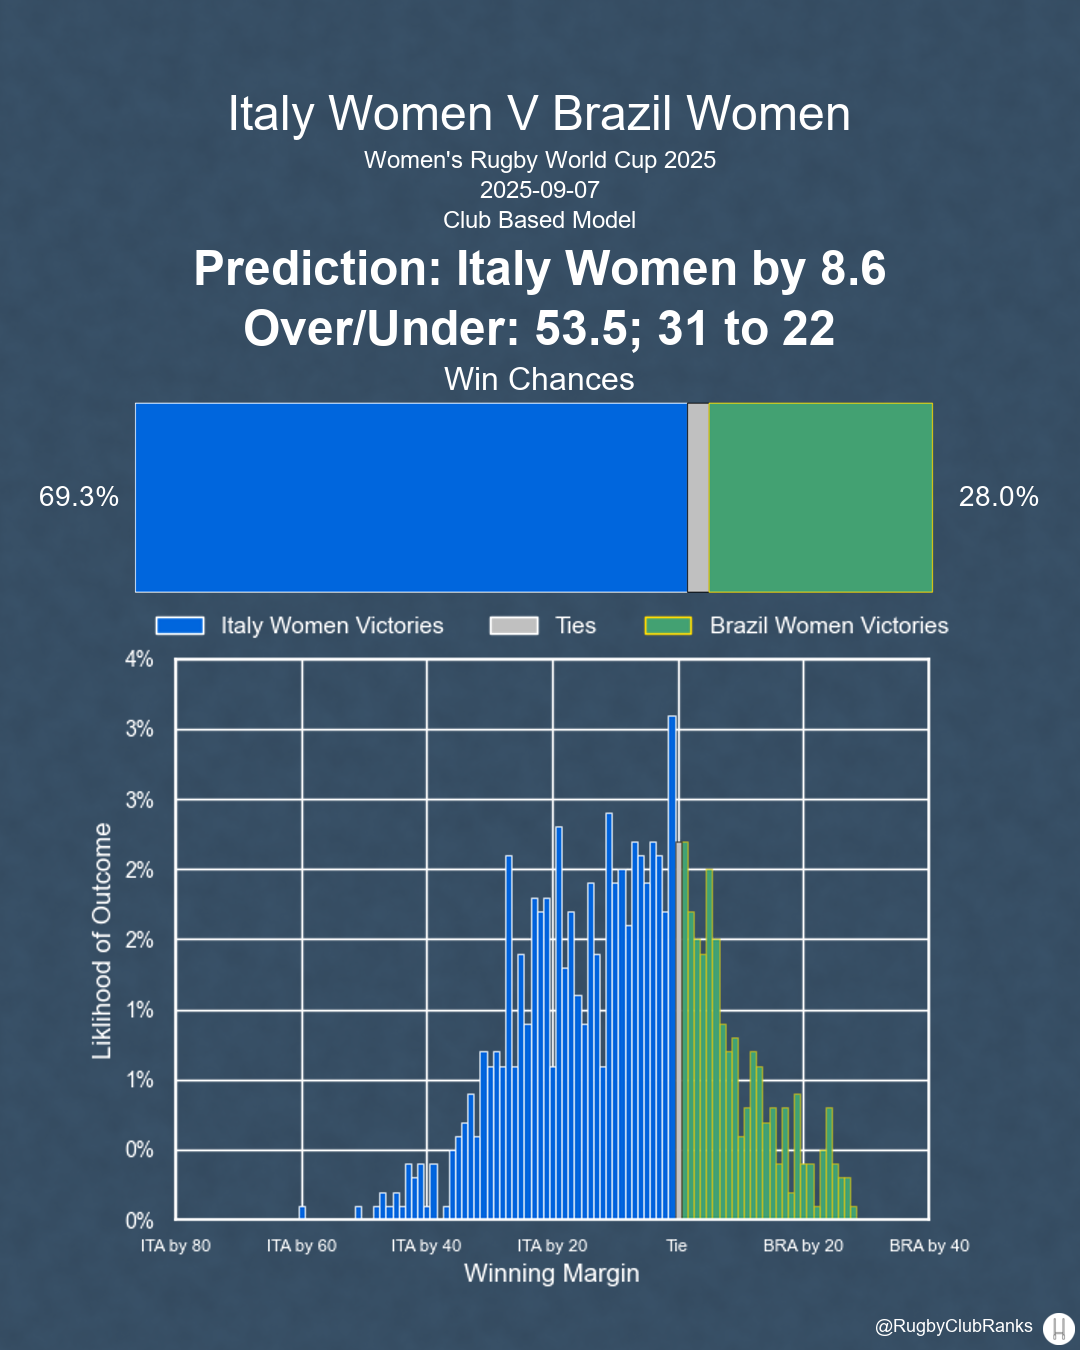 Italy Women V Brazil Women
Women's Rugby World Cup 2025
2025-09-07
Club Based Model
Prediction: Italy Women by 8.6
Over/Under: 53.5; 31 to 22
Win Chances
69.3%
28.0%
Italy Women Victories
Ties
Brazil Women Victories
4%
3%
3%
2%
2%
1%
1%
0%
0%
Liklihood of Outcome
ITA by 80
ITA by 60
ITA by 40
ITA by 20
Tie
BRA by 20
BRA by 40
Winning Margin
@RugbyClubRanks